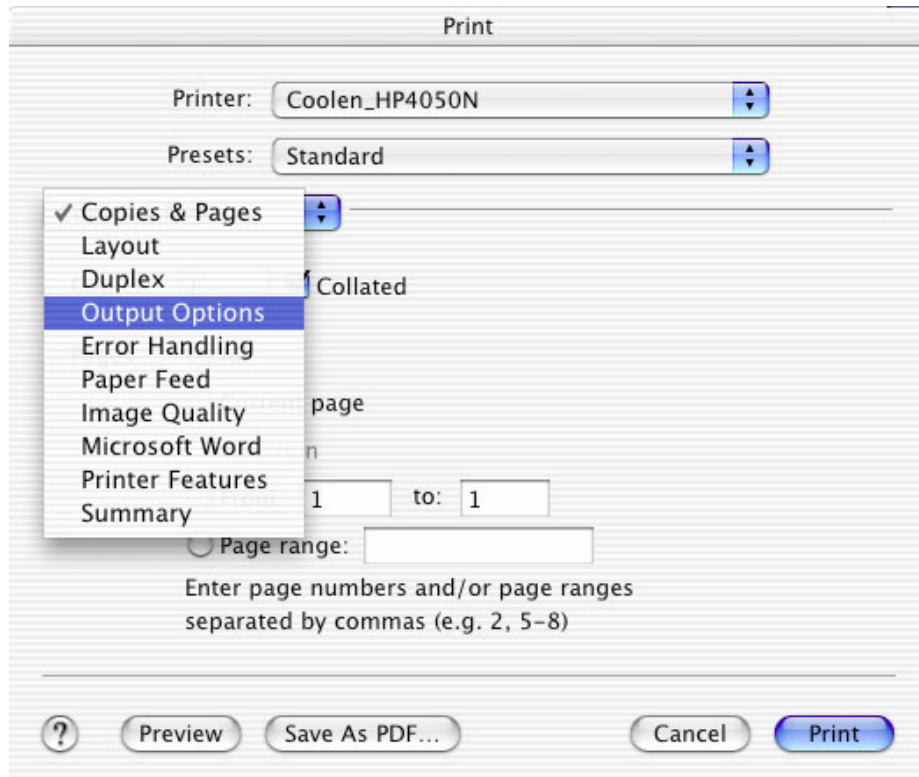 Print
Printer: Coolen_HP4050N
Presets: Standard
✓ Copies & Pages
Layout
Duplex
Collated
Output Options
Error Handling
Paper Feed
Image Quality
page
Microsoft Word
Printer Features
1 to: 1
Summary
Page range:
Enter page numbers and/or page ranges
separated by commas (e.g. 2, 5-8)
? Preview Save As PDF... Cancel Print